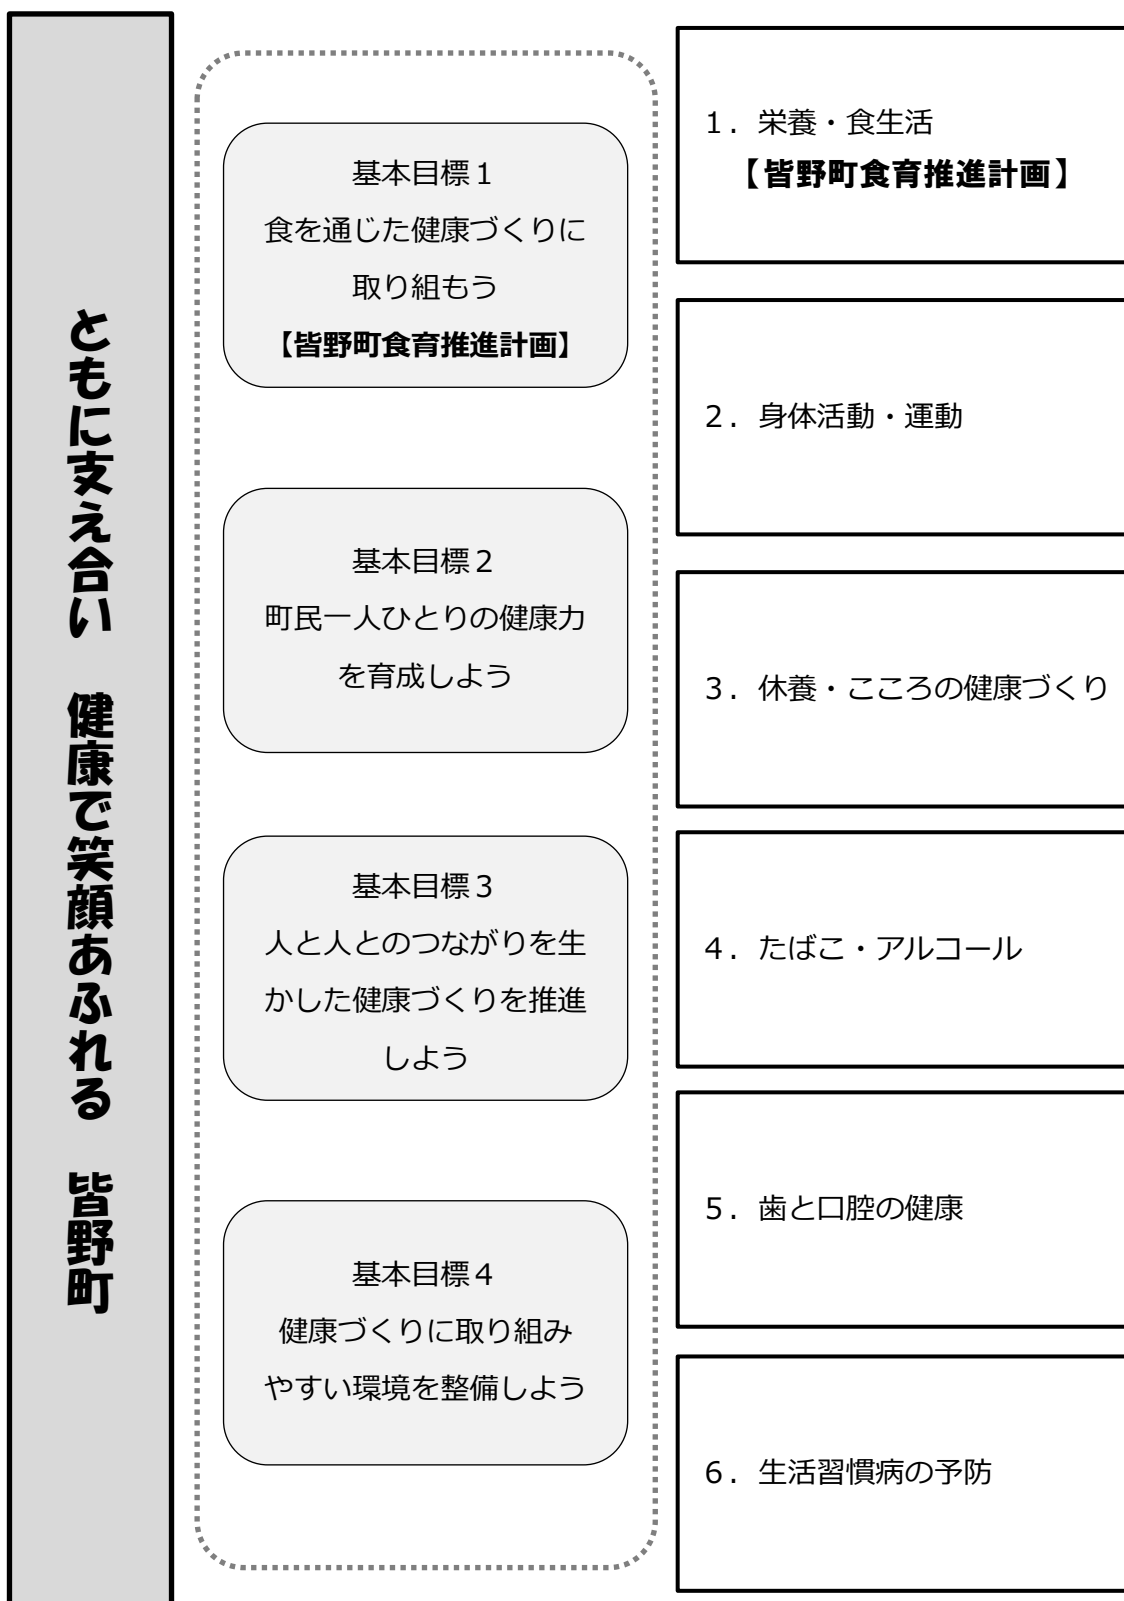 ともに支え合い　健康で笑顔あふれる　皆野町
基本目標１
食を通じた健康づくりに
取り組もう
【皆野町食育推進計画】
基本目標２
町民一人ひとりの健康力
を育成しよう
基本目標３
人と人とのつながりを生
かした健康づくりを推進
しよう
基本目標４
健康づくりに取り組み
やすい環境を整備しよう
１．栄養・食生活
【皆野町食育推進計画】
２．身体活動・運動
３．休養・こころの健康づくり
４．たばこ・アルコール
５．歯と口腔の健康
６．生活習慣病の予防